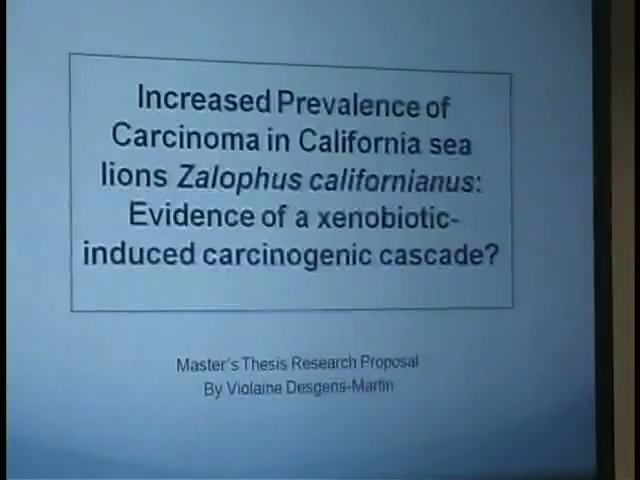 Increased Prevalence of
Carcinoma in California sea
lions Zalophus californianus:
Evidence of a xenobiotic-
induced carcinogenic cascade?
Master's Thesis Research Proposal
By Violaine Desgens-Martin